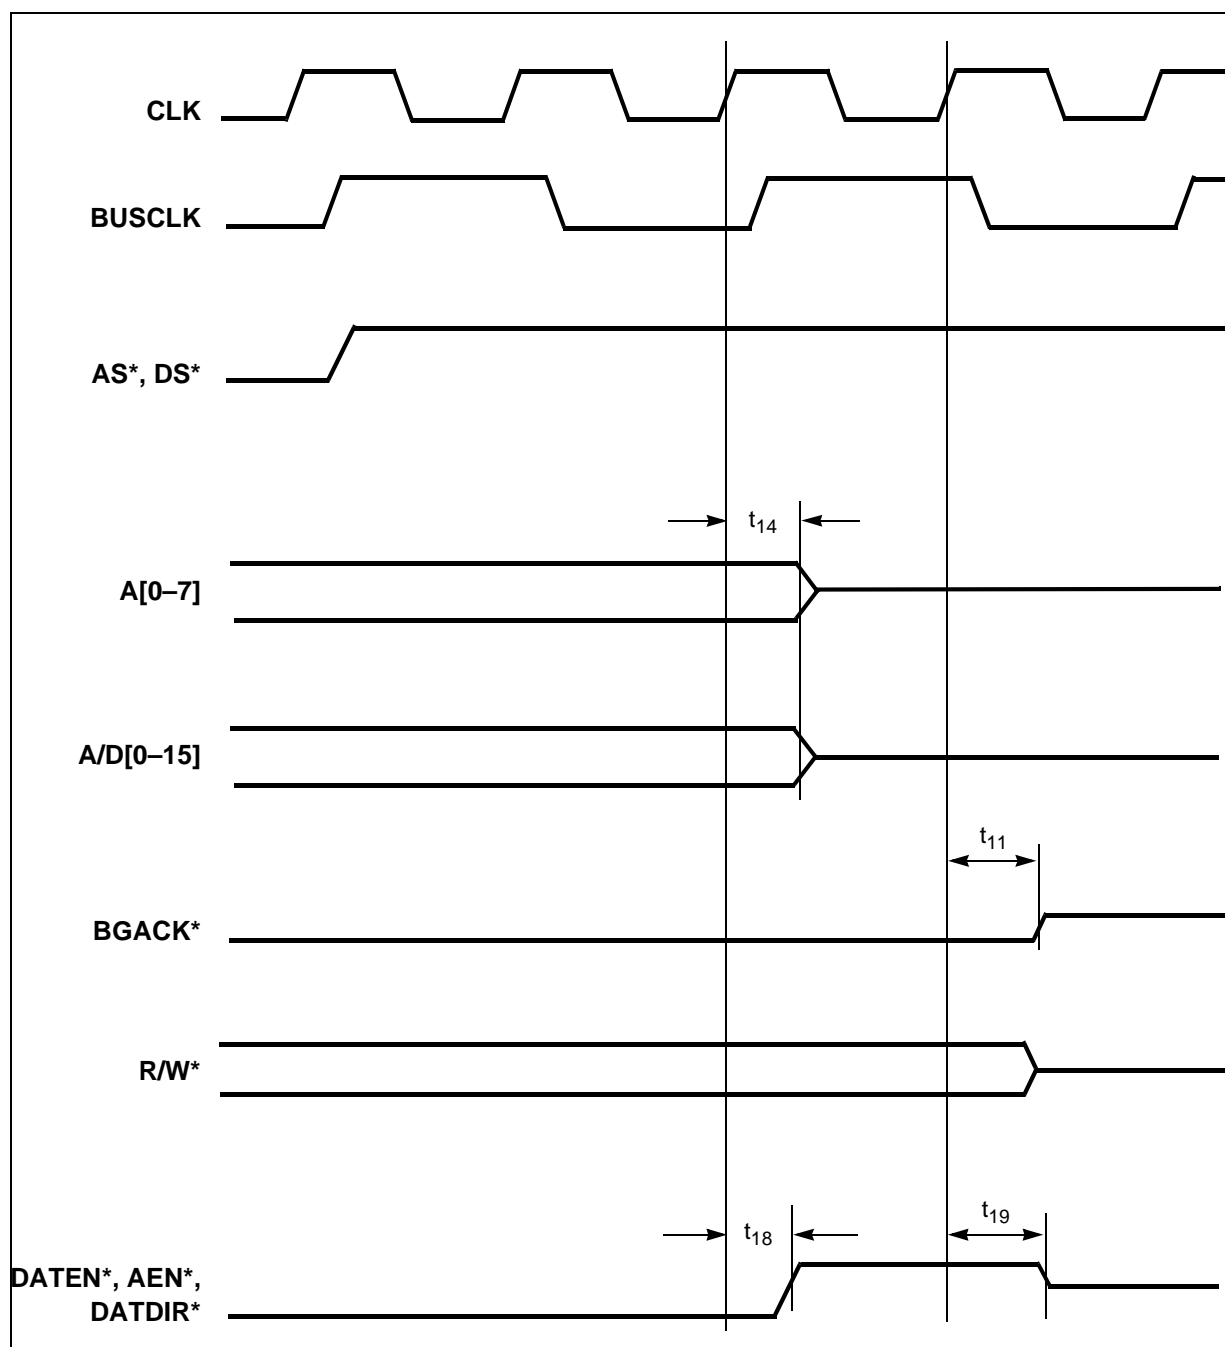 CLK
BUSCLK
AS*, DS*
t14
A[0–7]
A/D[0–15]
t11
BGACK*
R/W*
t18
t19
DATEN*, AEN*,
DATDIR*